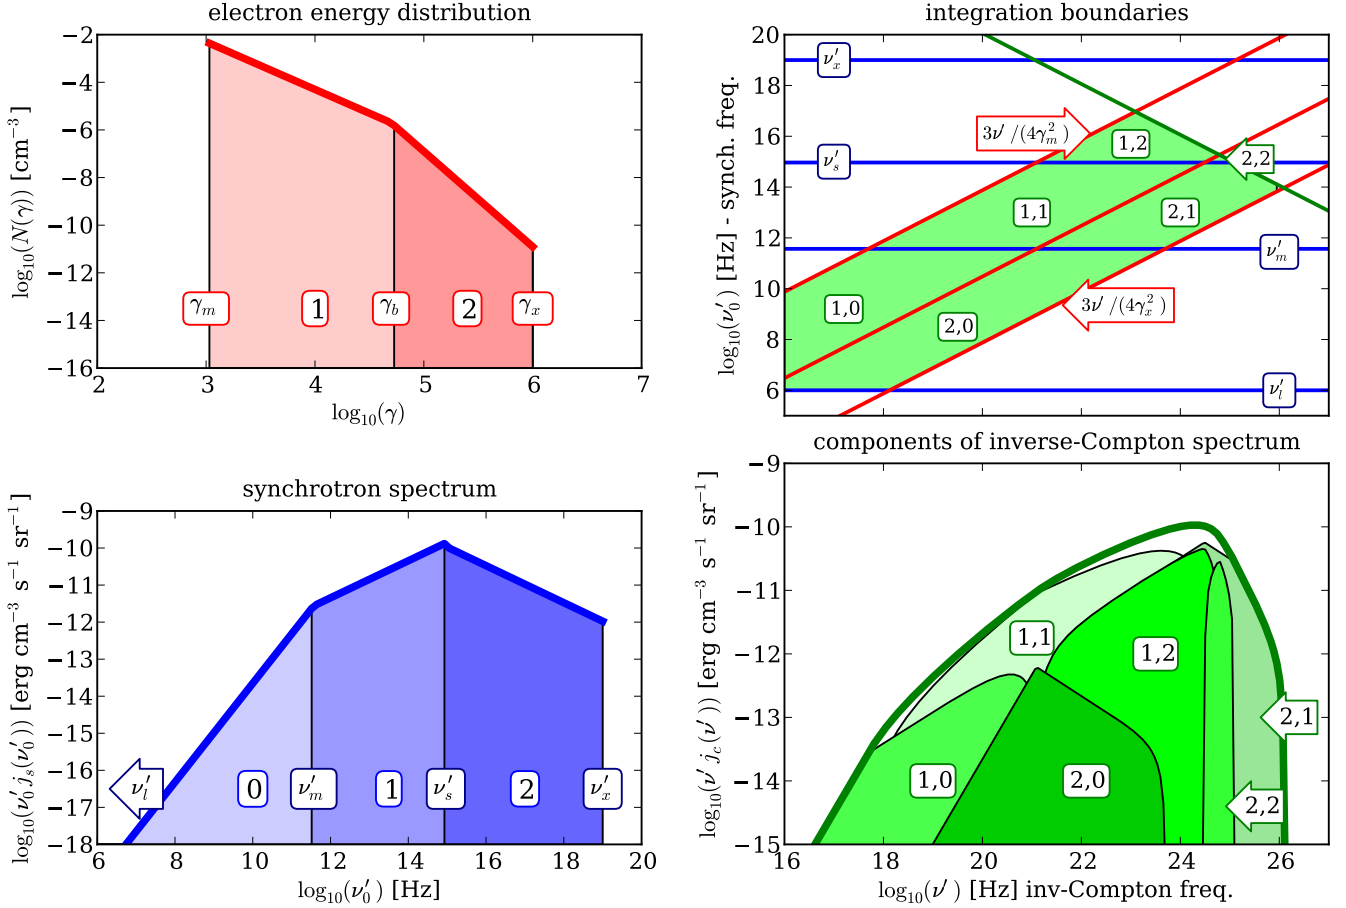 electron energy distribution
log₁₀(N(γ)) [cm⁻³]
−2
−4
−6
−8
−10
−12
−14
−16
γₘ
1
γ_b
2
γₓ
2 3 4 5 6 7
log₁₀(γ)
integration boundaries
log₁₀(ν′₀) [Hz] - synch. freq.
20
18
16
14
12
10
8
6
ν′ₓ
3ν′/(4γ²ₘ)
1,2
ν′ₛ
2,2
1,1
2,1
ν′ₘ
1,0
3ν′/(4γ²ₓ)
2,0
ν′ₗ
synchrotron spectrum
log₁₀(ν′₀jₛ(ν′₀)) [erg cm⁻³ s⁻¹ sr⁻¹]
−9
−10
−11
−12
−13
−14
−15
−16
−17
−18
ν′ₗ
0
ν′ₘ
1
ν′ₛ
2
ν′ₓ
6 8 10 12 14 16 18 20
log₁₀(ν′₀) [Hz]
components of inverse-Compton spectrum
log₁₀(ν′j_c(ν′)) [erg cm⁻³ s⁻¹ sr⁻¹]
−9
−10
−11
−12
−13
−14
−15
1,1
1,2
2,1
1,0
2,0
2,2
16 18 20 22 24 26
log₁₀(ν′) [Hz] inv-Compton freq.